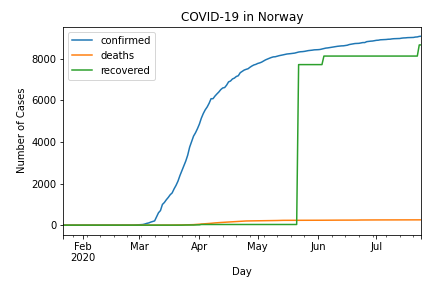 COVID-19 in Norway
confirmed
deaths
recovered
Number of Cases
8000
6000
4000
2000
0
Feb Mar Apr May Jun Jul
2020
Day